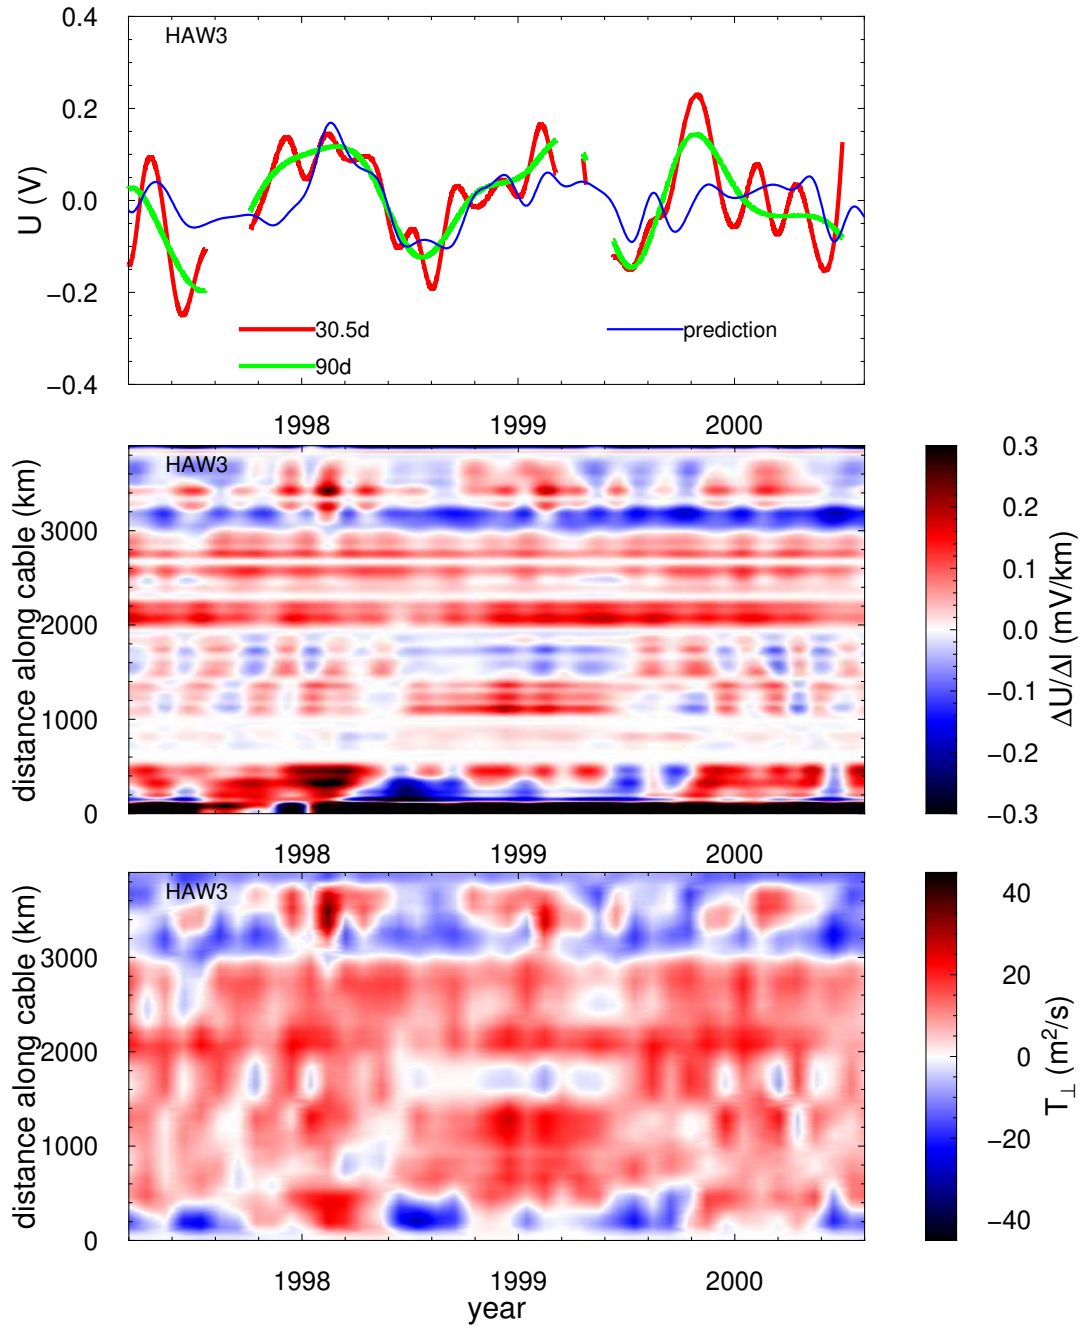 0.4
HAW3
0.2
0.0
U (V)
−0.2
30.5d
prediction
90d
−0.4
1998
1999
2000
HAW3
3000
2000
1000
0
distance along cable (km)
0.3
0.2
0.1
0.0
−0.1
−0.2
−0.3
ΔU/Δl (mV/km)
1998
1999
2000
HAW3
3000
2000
1000
0
distance along cable (km)
40
20
0
−20
−40
T⊥ (m²/s)
1998
1999
2000
year